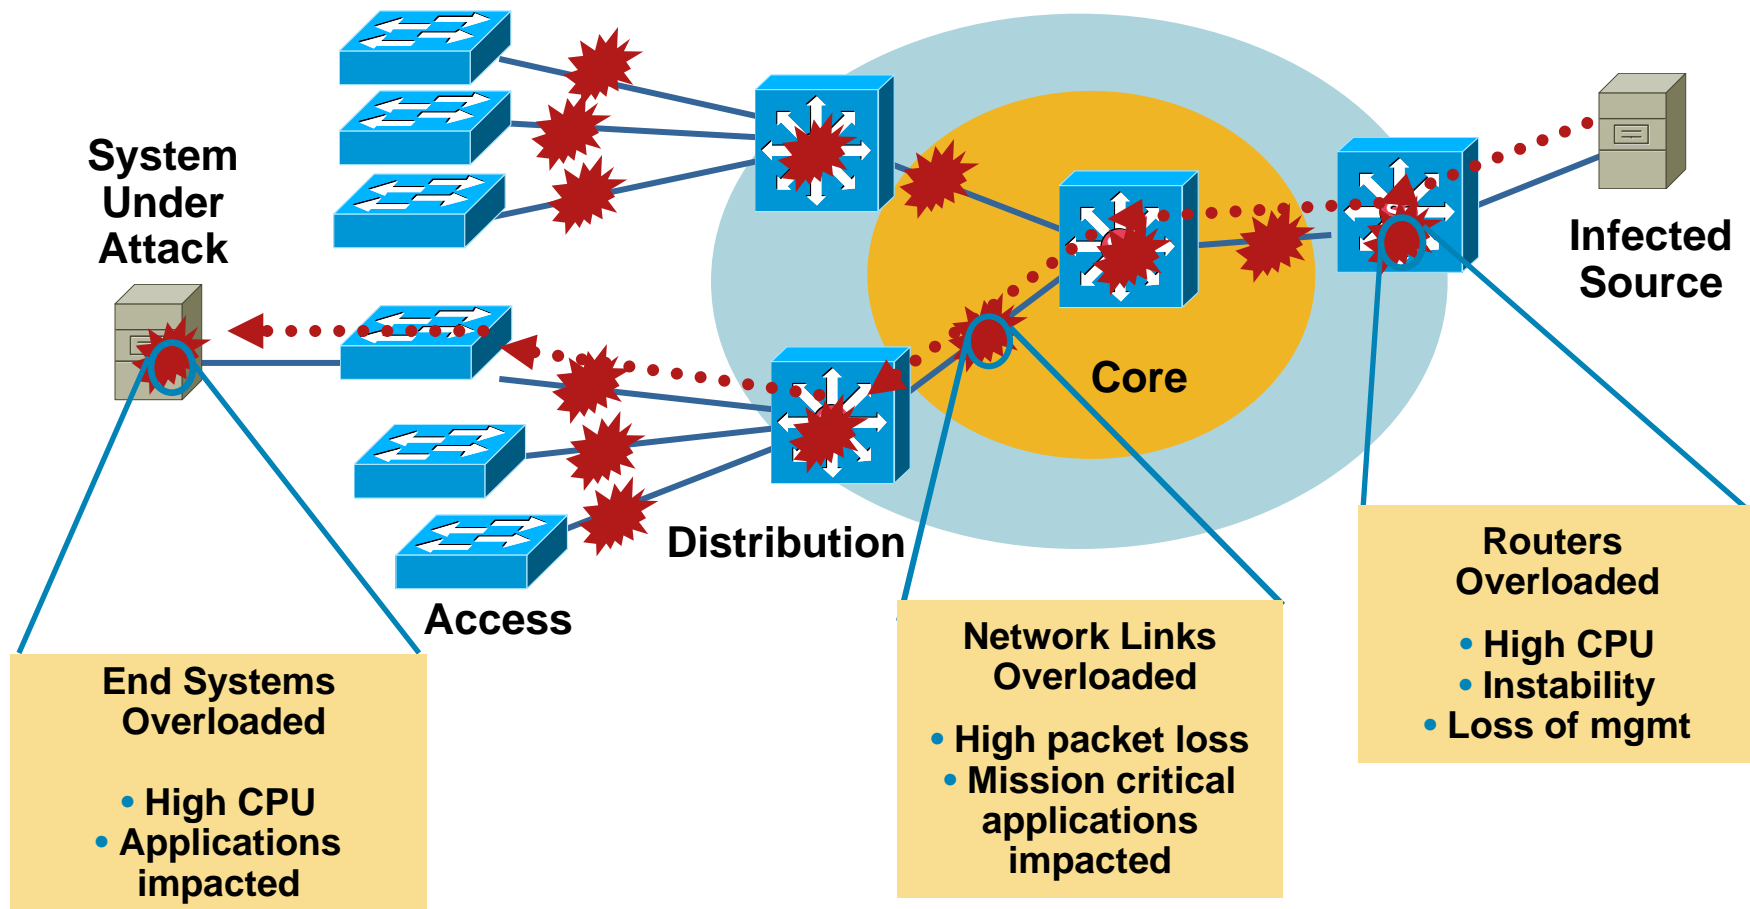 System
Under
Attack
Infected
Source
Core
Distribution
Access
End Systems
Overloaded
• High CPU
• Applications
impacted
Network Links
Overloaded
• High packet loss
• Mission critical
applications
impacted
Routers
Overloaded
• High CPU
• Instability
• Loss of mgmt